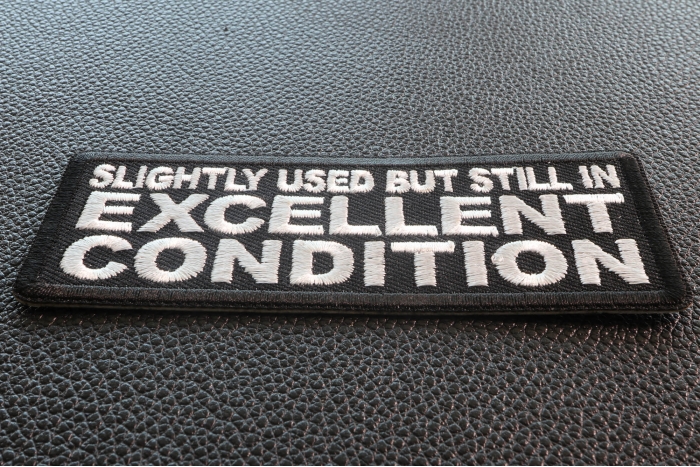 SLIGHTLY USED BUT STILL IN
EXCELLENT
CONDITION